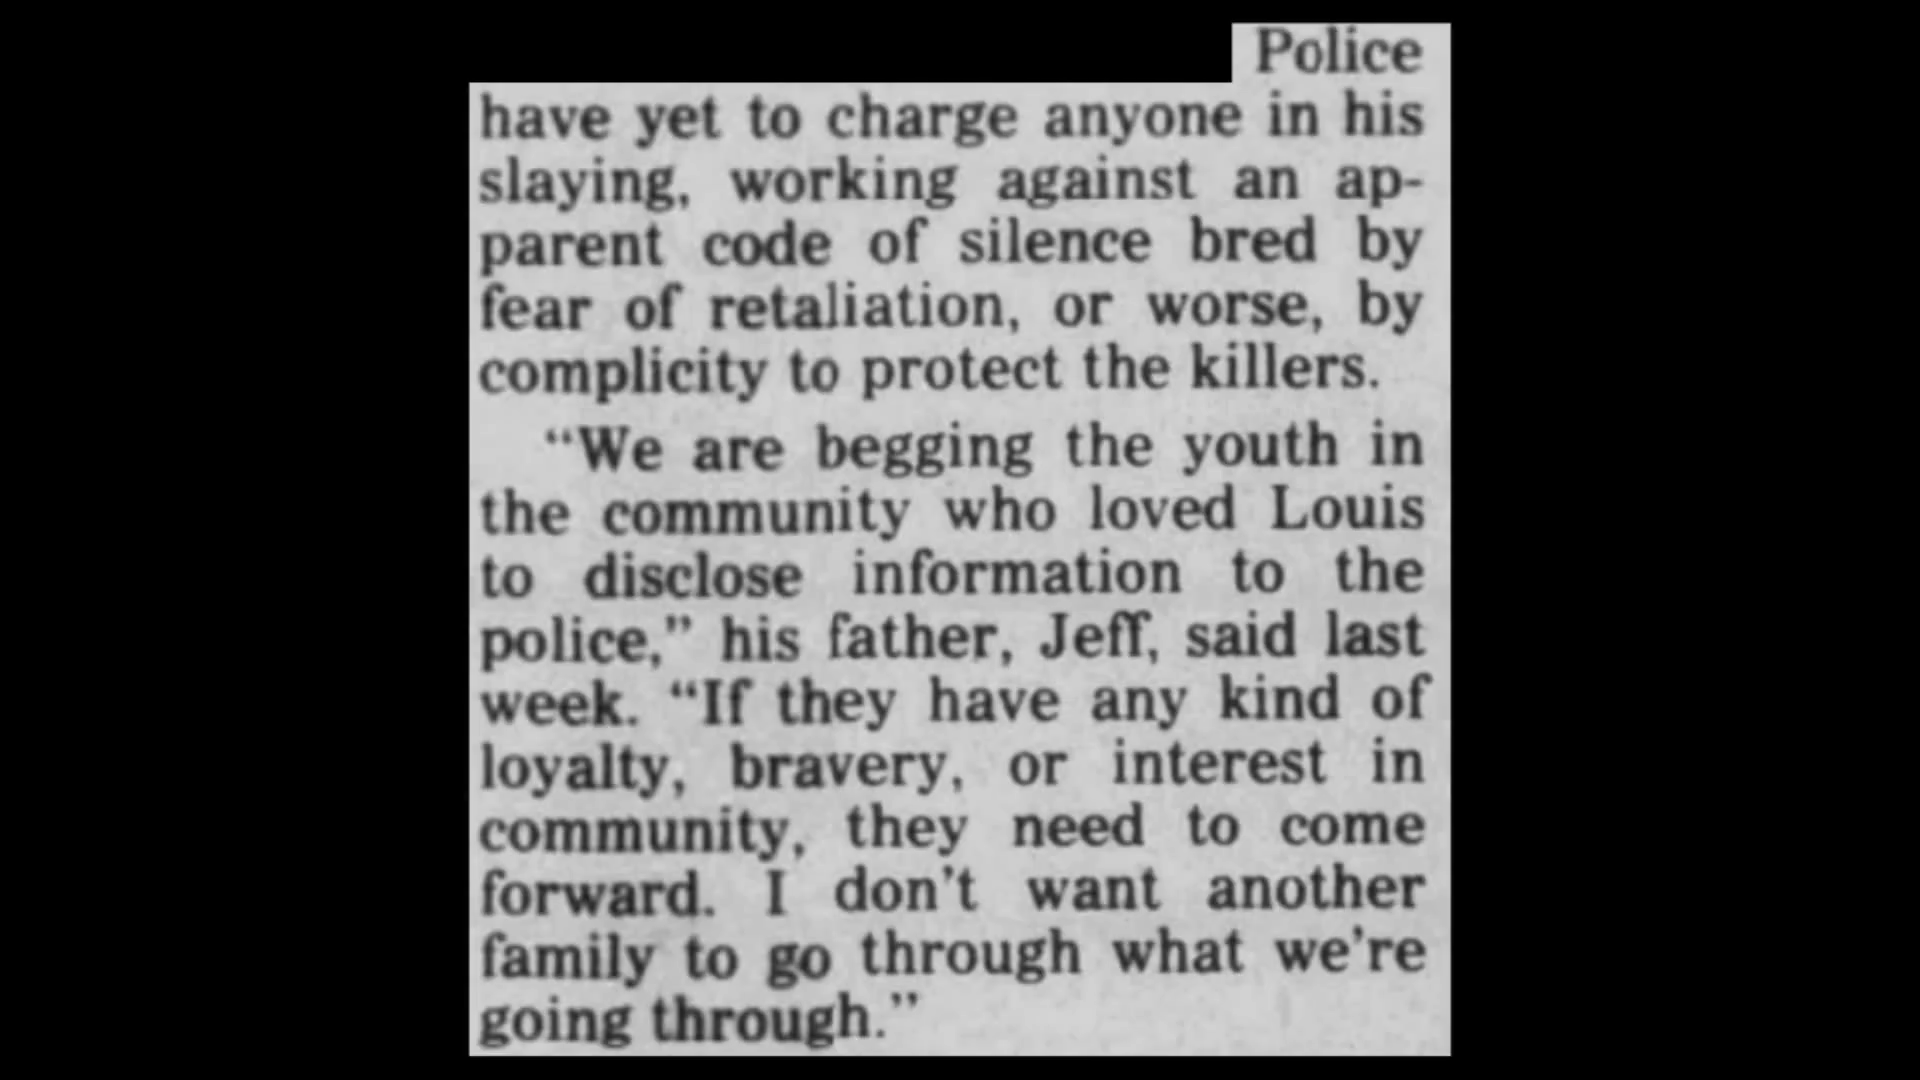 Police
have yet to charge anyone in his
slaying, working against an ap-
parent code of silence bred by
fear of retaliation, or worse, by
complicity to protect the killers.
“We are begging the youth in
the community who loved Louis
to disclose information to the
police,” his father, Jeff, said last
week. “If they have any kind of
loyalty, bravery, or interest in
community, they need to come
forward. I don't want another
family to go through what we're
going through.”